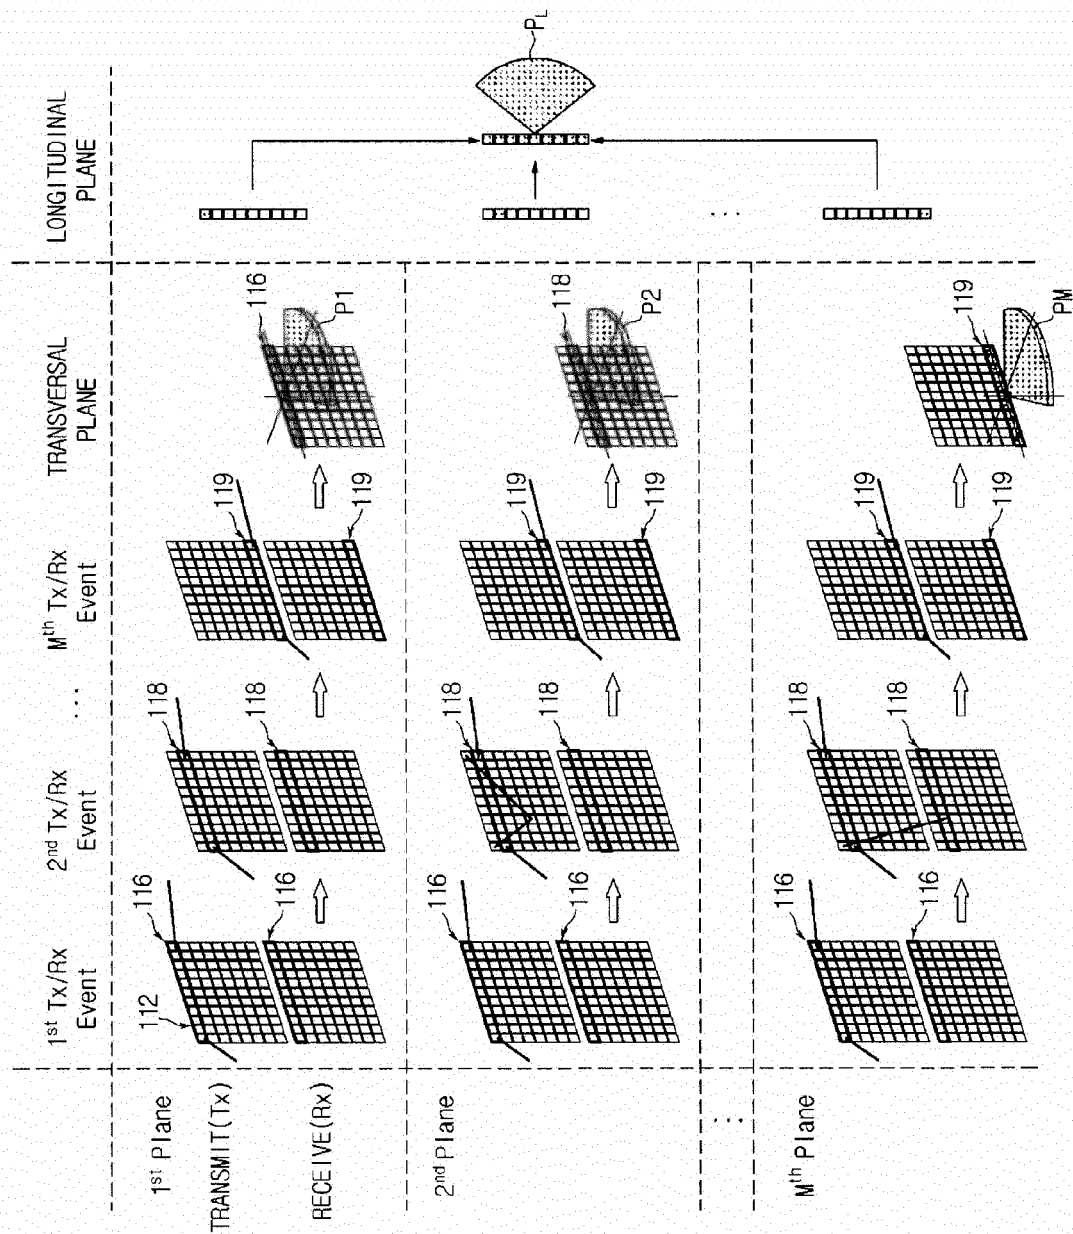 1st Tx/Rx Event
2nd Tx/Rx Event
...
Mth Tx/Rx Event
TRANSVERSAL PLANE
LONGITUDINAL PLANE
1st Plane
TRANSMIT(Tx)
RECEIVE(Rx)
112
116
116
118
118
119
119
116
P1
2nd Plane
116
116
118
118
119
119
118
P2
...
Mth Plane
116
116
118
118
119
119
119
PM
...
PL